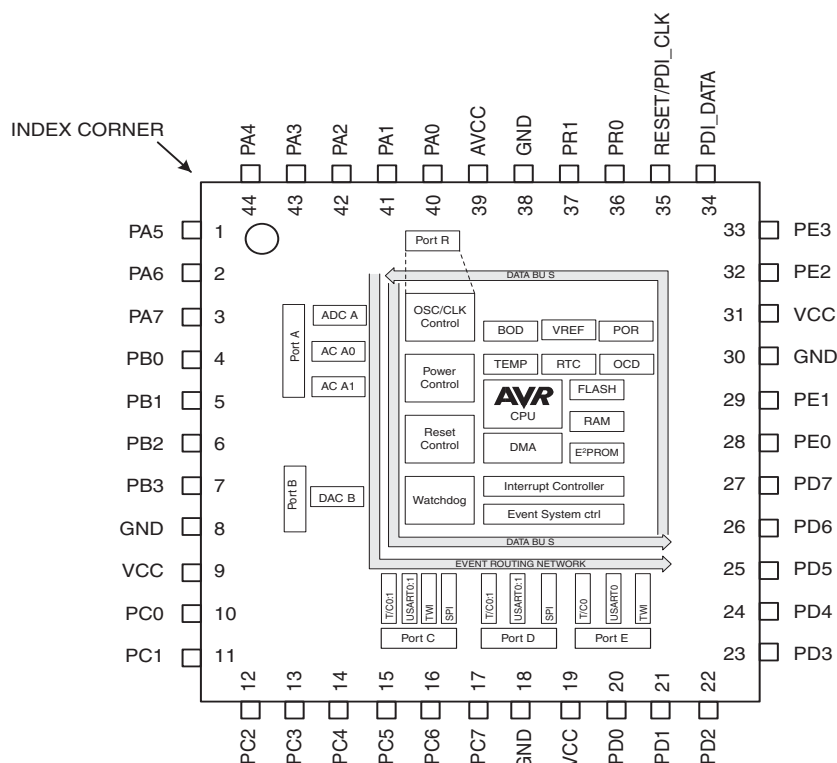 INDEX CORNER
PA4
PA3
PA2
PA1
PA0
AVCC
GND
PR1
PR0
RESET/PDI_CLK
PDI_DATA
44
43
42
41
40
39
38
37
36
35
34
PA5 1
PA6 2
PA7 3
PB0 4
PB1 5
PB2 6
PB3 7
GND 8
VCC 9
PC0 10
PC1 11
33 PE3
32 PE2
31 VCC
30 GND
29 PE1
28 PE0
27 PD7
26 PD6
25 PD5
24 PD4
23 PD3
Port R
DATA BU S
OSC/CLK
Control
BOD
VREF
POR
Port A
ADC A
AC A0
AC A1
Power
Control
TEMP
RTC
OCD
AVR
CPU
FLASH
RAM
Reset
Control
DMA
E²PROM
Port B
DAC B
Watchdog
Interrupt Controller
Event System ctrl
DATA BU S
EVENT ROUTING NETWORK
T/C0:1
USART0:1
TWI
SPI
T/C0:1
USART0:1
SPI
T/C0
USART0
TWI
Port C
Port D
Port E
12
13
14
15
16
17
18
19
20
21
22
PC2
PC3
PC4
PC5
PC6
PC7
GND
VCC
PD0
PD1
PD2